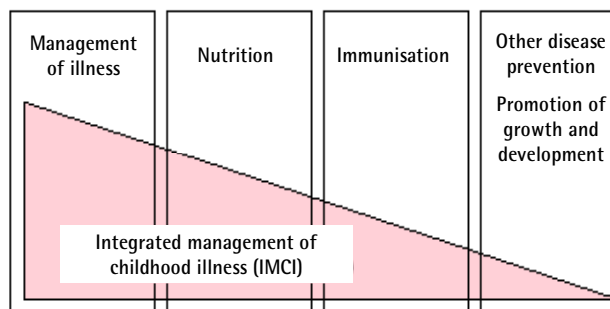 Management
of illness
Nutrition
Immunisation
Other disease
prevention
Promotion of
growth and
development
Integrated management of
childhood illness (IMCI)